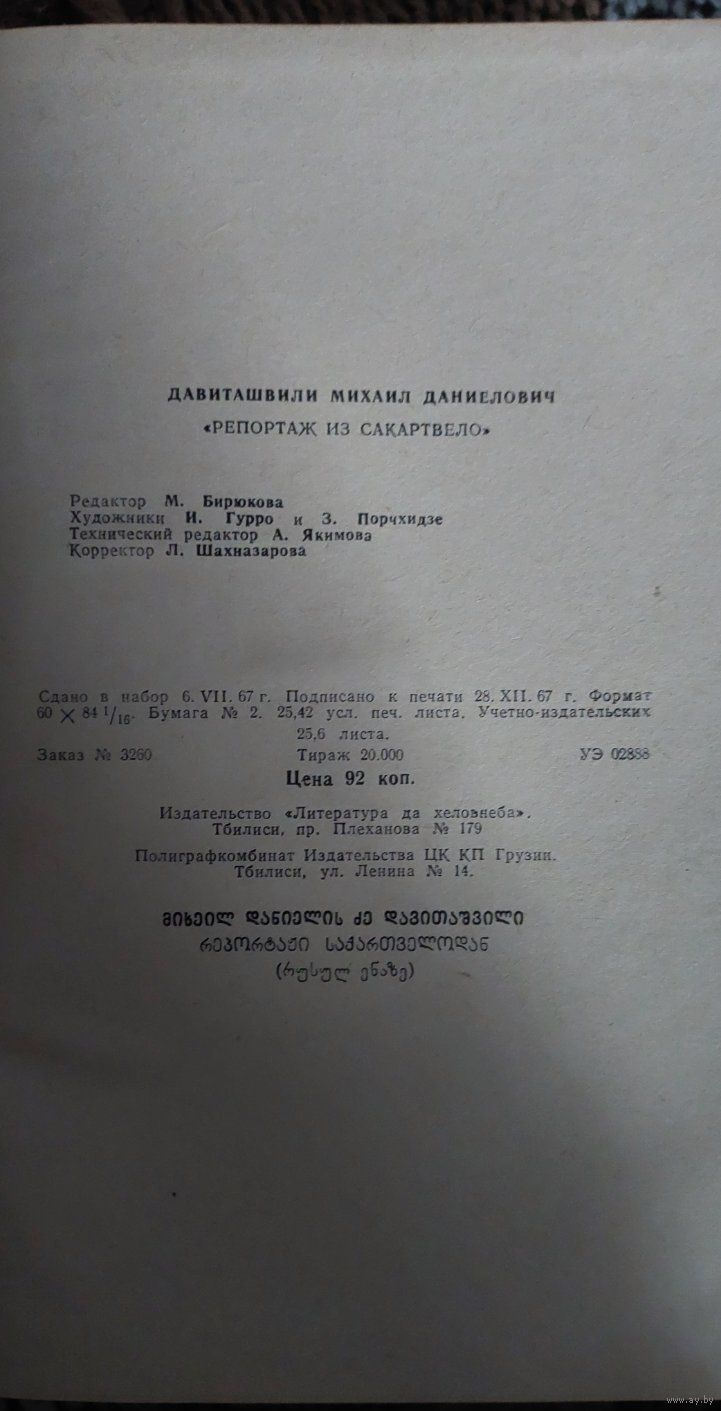 ДАВИТАШВИЛИ МИХАИЛ ДАНИЕЛОВИЧ
«РЕПОРТАЖ ИЗ САКАРТВЕЛО»
Редактор М. Бирюкова
Художники И. Гурро и З. Порчхидзе
Технический редактор А. Якимова
Корректор Л. Шахназарова
Сдано в набор 6. VII. 67 г. Подписано к печати 28. XII. 67 г. Формат
60 × 84 1/16. Бумага № 2. 25,42 усл. печ. листа. Учетно-издательских
25,6 листа.
Заказ № 3260 Тираж 20.000 УЭ 02888
Цена 92 коп.
Издательство «Литература да хеловнеба».
Тбилиси, пр. Плеханова № 179
Полиграфкомбинат Издательства ЦК КП Грузии.
Тбилиси, ул. Ленина № 14.
მიხეილ დანიელის ძე დავითაშვილი
რეპორტაჟი საქართველოდან
(რუსულ ენაზე)
www.ay.by